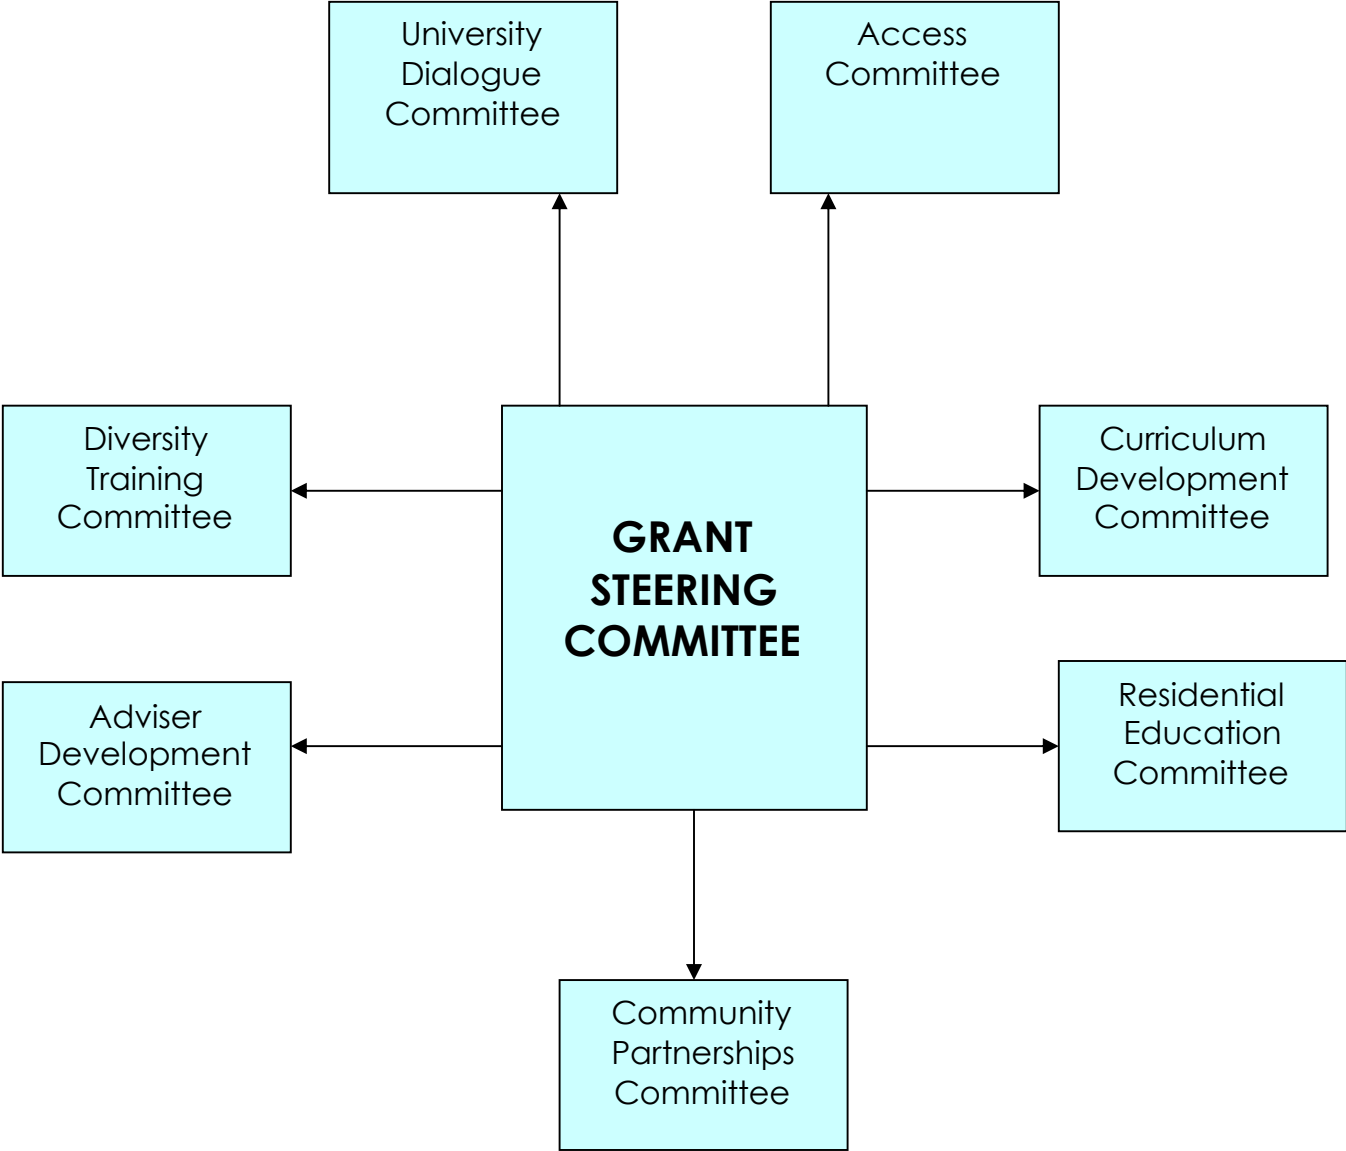 University
Dialogue
Committee
Access
Committee
Diversity
Training
Committee
GRANT
STEERING
COMMITTEE
Curriculum
Development
Committee
Adviser
Development
Committee
Residential
Education
Committee
Community
Partnerships
Committee